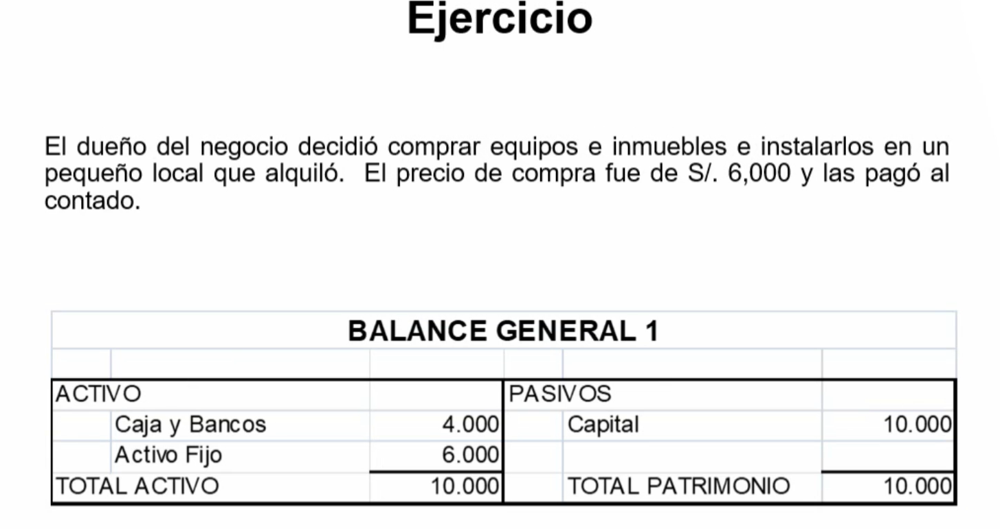 Ejercicio
El dueño del negocio decidió comprar equipos e inmuebles e instalarlos en un
pequeño local que alquiló. El precio de compra fue de S/. 6,000 y las pagó al
contado.
BALANCE GENERAL 1
ACTIVO PASIVOS
Caja y Bancos 4.000 Capital 10.000
Activo Fijo 6.000
TOTAL ACTIVO 10.000 TOTAL PATRIMONIO 10.000